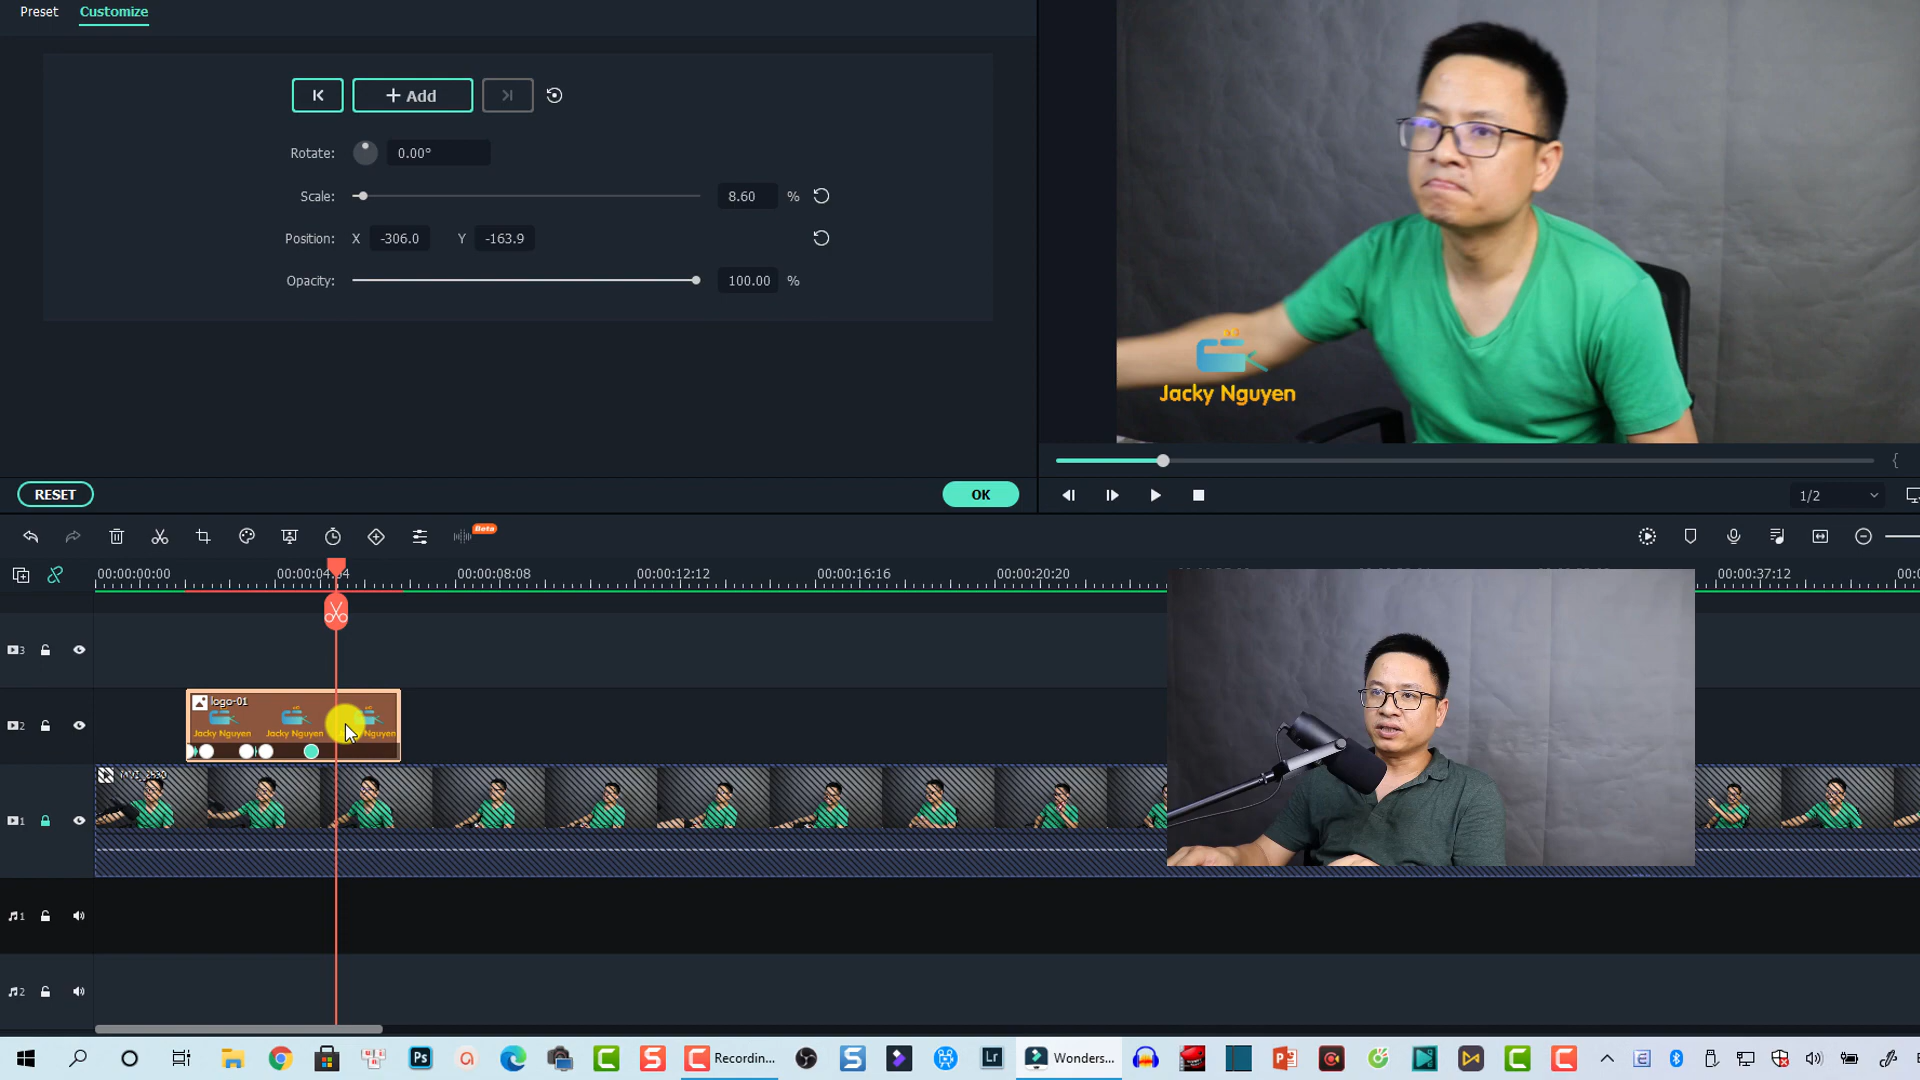 Preset Customize
Add
Rotate: 0.00°
Scale: 8.60 %
Position: X -306.0 Y -163.9
Opacity: 100.00 %
Jacky Nguyen
RESET OK
1/2
Beta
00:00:00:00 00:00:04:04 00:00:08:08 00:00:12:12 00:00:16:16 00:00:20:20 00:00:37:12 00:0
3
logo-01
2
Jacky Nguyen Jacky Nguyen Nguyen
1
1
2
Ps Recordin... Lr Wonders...